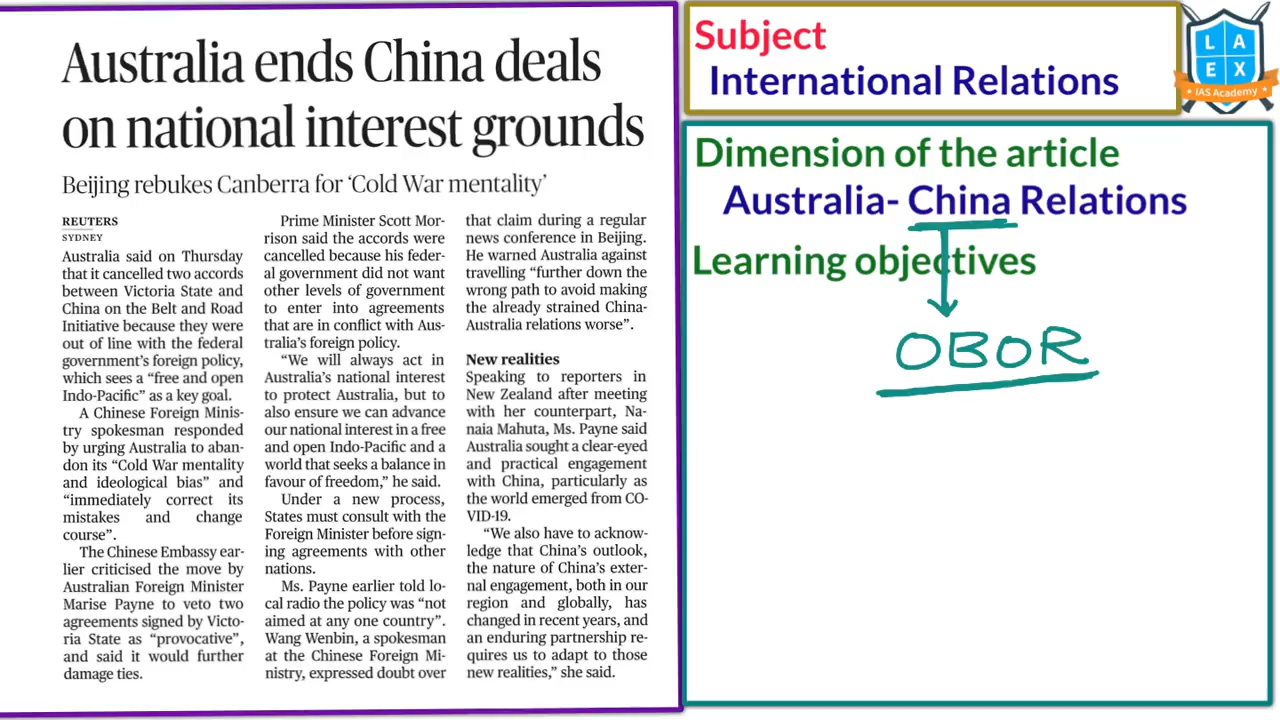 Australia ends China deals
on national interest grounds
Beijing rebukes Canberra for ‘Cold War mentality’
REUTERS
SYDNEY
Australia said on Thursday
that it cancelled two accords
between Victoria State and
China on the Belt and Road
Initiative because they were
out of line with the federal
government’s foreign policy,
which sees a “free and open
Indo-Pacific” as a key goal.
A Chinese Foreign Minis-
try spokesman responded
by urging Australia to aban-
don its “Cold War mentality
and ideological bias” and
“immediately correct its
mistakes and change
course”.
The Chinese Embassy ear-
lier criticised the move by
Australian Foreign Minister
Marise Payne to veto two
agreements signed by Victo-
ria State as “provocative”,
and said it would further
damage ties.
Prime Minister Scott Mor-
rison said the accords were
cancelled because his feder-
al government did not want
other levels of government
to enter into agreements
that are in conflict with Aus-
tralia’s foreign policy.
“We will always act in
Australia’s national interest
to protect Australia, but to
also ensure we can advance
our national interest in a free
and open Indo-Pacific and a
world that seeks a balance in
favour of freedom,” he said.
Under a new process,
States must consult with the
Foreign Minister before sign-
ing agreements with other
nations.
Ms. Payne earlier told lo-
cal radio the policy was “not
aimed at any one country”.
Wang Wenbin, a spokesman
at the Chinese Foreign Mi-
nistry, expressed doubt over
that claim during a regular
news conference in Beijing.
He warned Australia against
travelling “further down the
wrong path to avoid making
the already strained China-
Australia relations worse”.
New realities
Speaking to reporters in
New Zealand after meeting
with her counterpart, Na-
naia Mahuta, Ms. Payne said
Australia sought a clear-eyed
and practical engagement
with China, particularly as
the world emerged from CO-
VID-19.
“We also have to acknow-
ledge that China’s outlook,
the nature of China’s exter-
nal engagement, both in our
region and globally, has
changed in recent years, and
an enduring partnership re-
quires us to adapt to those
new realities,” she said.
Subject
International Relations
L A
E X
IAS Academy
Dimension of the article
Australia- China Relations
Learning objectives
OBOR